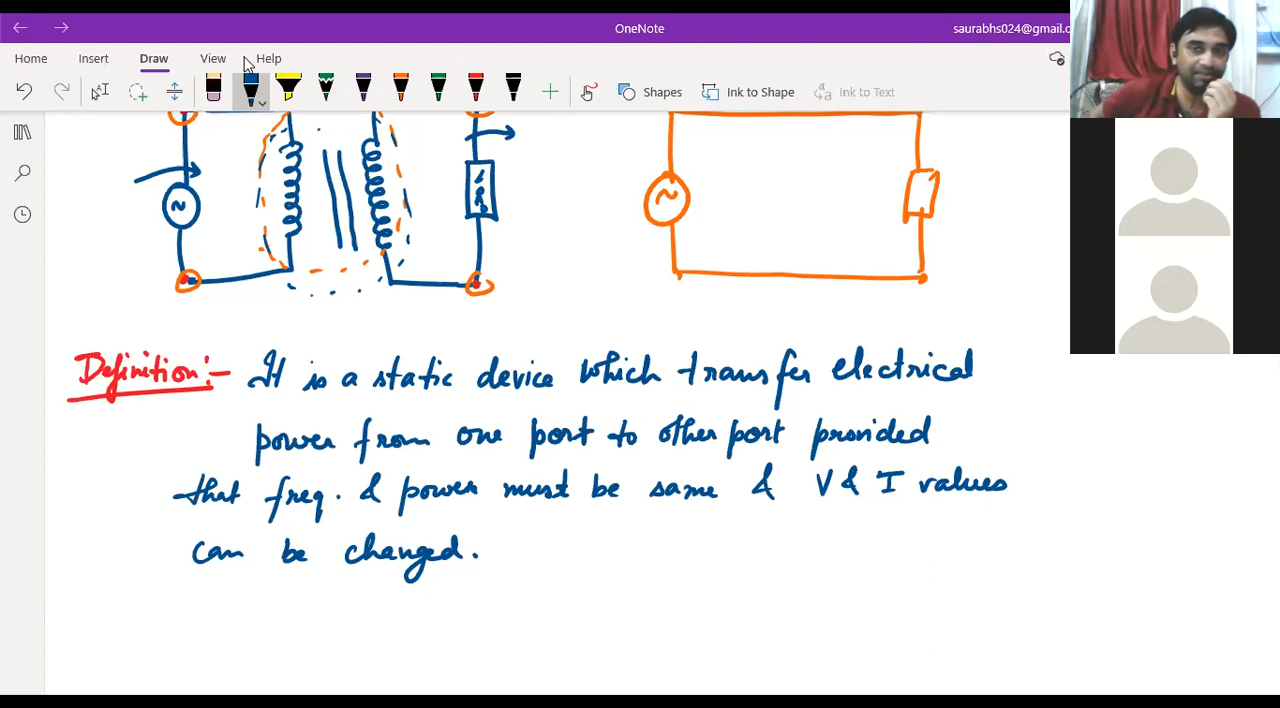 OneNote
saurabhs024@gmail.c
Home Insert Draw View Help
Shapes Ink to Shape Ink to Text
Definition:- It is a static device which transfer electrical
power from one port to other port provided
that freq. & power must be same & V & I values
can be changed.